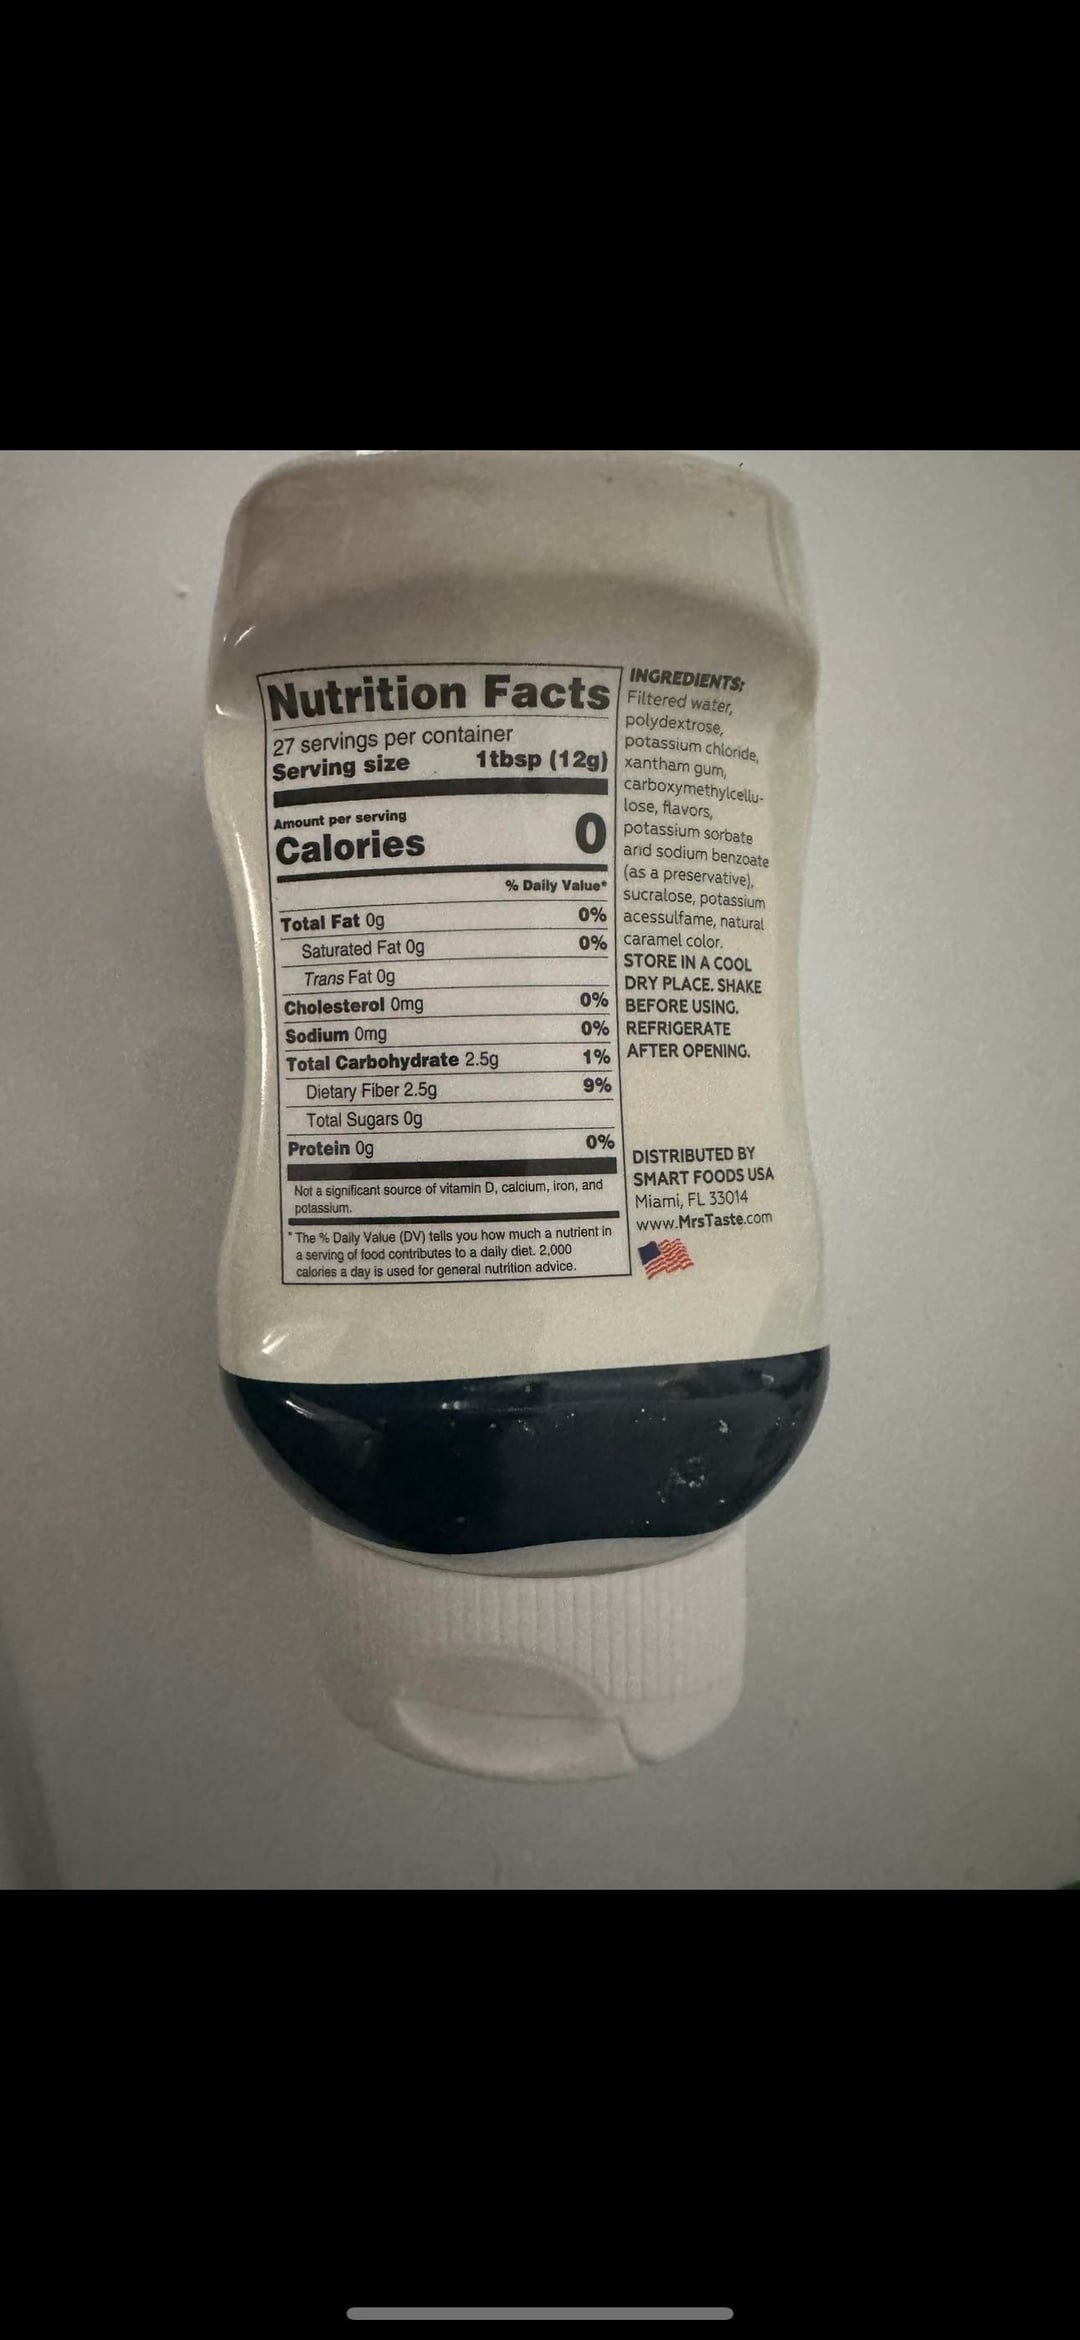 Nutrition Facts
27 servings per container
Serving size 1tbsp (12g)
Amount per serving
Calories 0
% Daily Value*
Total Fat 0g 0%
Saturated Fat 0g 0%
Trans Fat 0g
Cholesterol 0mg 0%
Sodium 0mg 0%
Total Carbohydrate 2.5g 1%
Dietary Fiber 2.5g 9%
Total Sugars 0g
Protein 0g 0%
Not a significant source of vitamin D, calcium, iron, and
potassium.
* The % Daily Value (DV) tells you how much a nutrient in
a serving of food contributes to a daily diet. 2,000
calories a day is used for general nutrition advice.
INGREDIENTS:
Filtered water,
polydextrose,
potassium chloride,
xantham gum,
carboxymethylcellu-
lose, flavors,
potassium sorbate
and sodium benzoate
(as a preservative),
sucralose, potassium
acessulfame, natural
caramel color.
STORE IN A COOL
DRY PLACE. SHAKE
BEFORE USING.
REFRIGERATE
AFTER OPENING.
DISTRIBUTED BY
SMART FOODS USA
Miami, FL 33014
www.MrsTaste.com